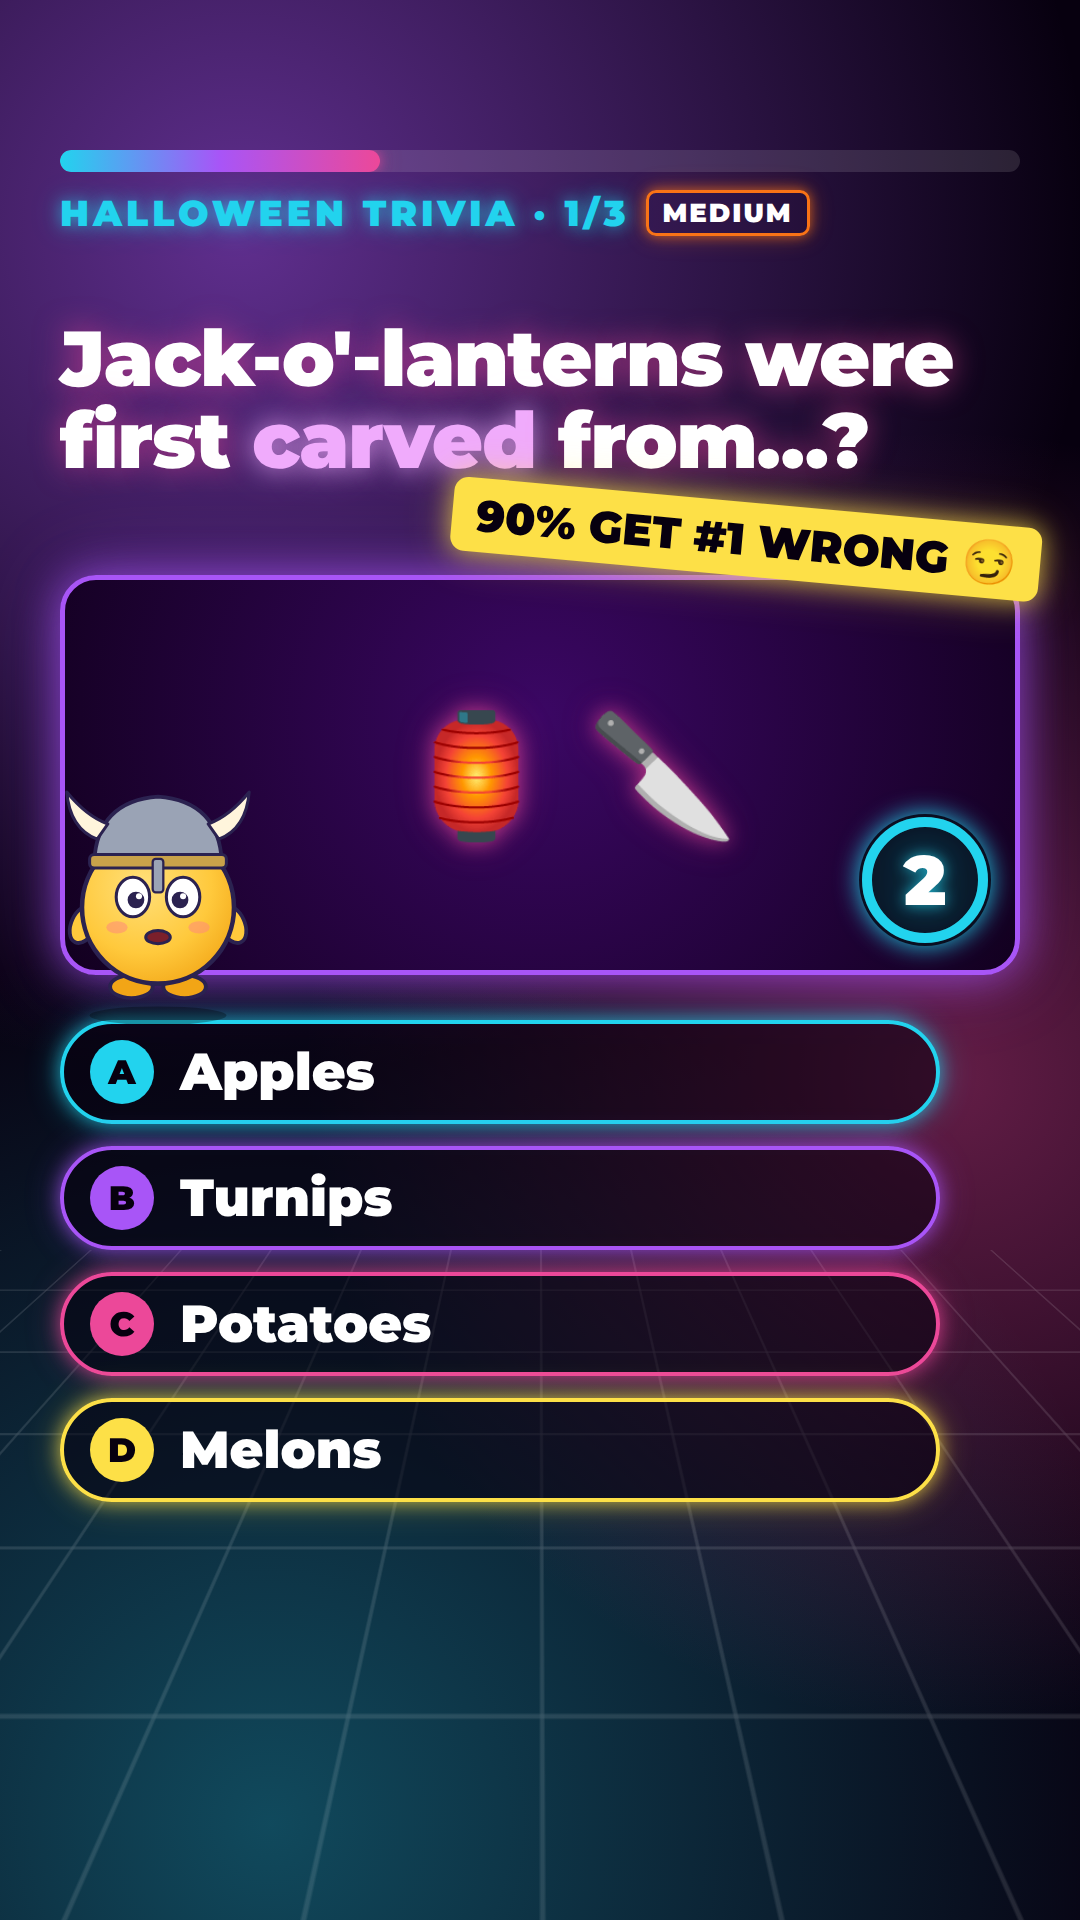 HALLOWEEN TRIVIA · 1/3 MEDIUM
Jack-o'-lanterns were
first carved from...?
90% GET #1 WRONG 😏
2
A Apples
B Turnips
C Potatoes
D Melons